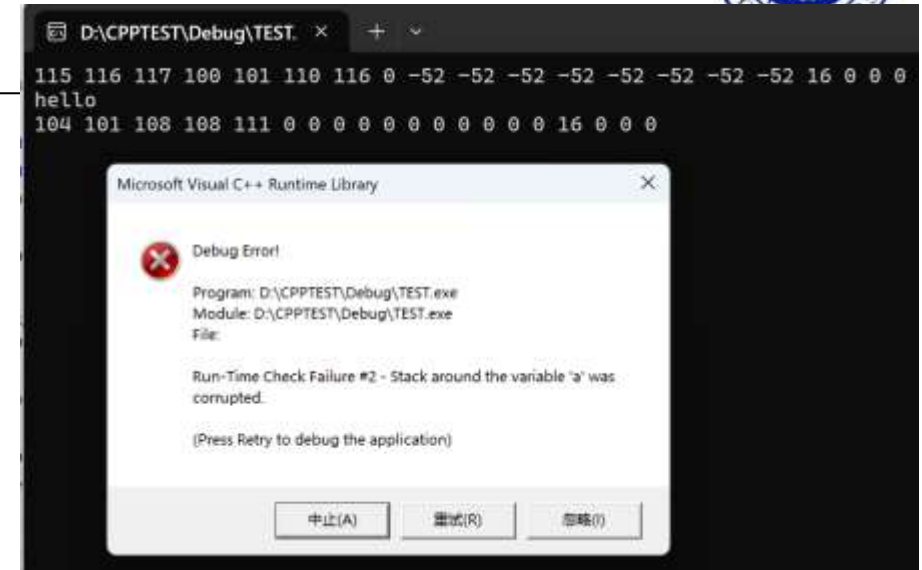 D:\CPPTEST\Debug\TEST.
115 116 117 100 101 110 116 0 -52 -52 -52 -52 -52 -52 -52 -52 16 0 0 0
hello
104 101 108 108 111 0 0 0 0 0 0 0 0 0 0 0 16 0 0 0
Microsoft Visual C++ Runtime Library
Debug Error!
Program: D:\CPPTEST\Debug\TEST.exe
Module: D:\CPPTEST\Debug\TEST.exe
File:
Run-Time Check Failure #2 - Stack around the variable 'a' was
corrupted.
(Press Retry to debug the application)
中止(A)
重试(R)
忽略(I)